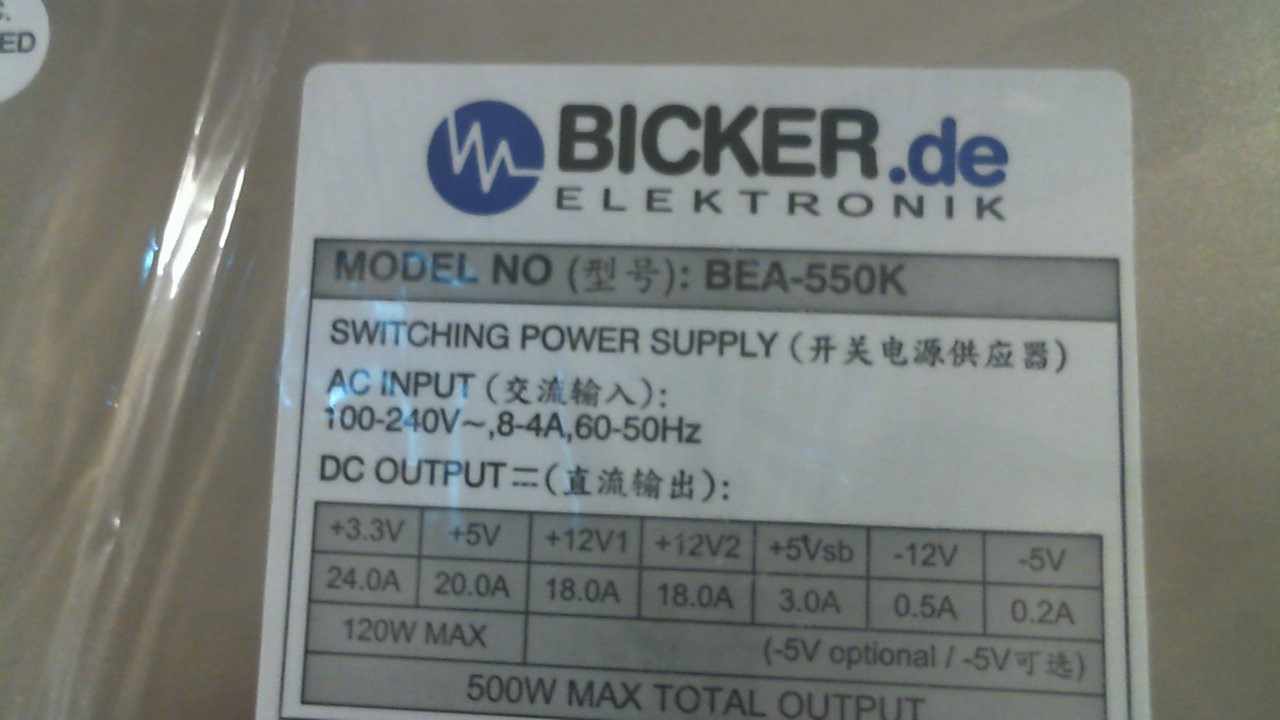 ED
BICKER.de
ELEKTRONIK
MODEL NO (型号): BEA-550K
SWITCHING POWER SUPPLY (开关电源供应器)
AC INPUT (交流输入):
100-240V~,8-4A,60-50Hz
DC OUTPUT⎓(直流输出):
+3.3V +5V +12V1 +12V2 +5Vsb -12V -5V
24.0A 20.0A 18.0A 18.0A 3.0A 0.5A 0.2A
120W MAX (-5V optional / -5V可选)
500W MAX TOTAL OUTPUT